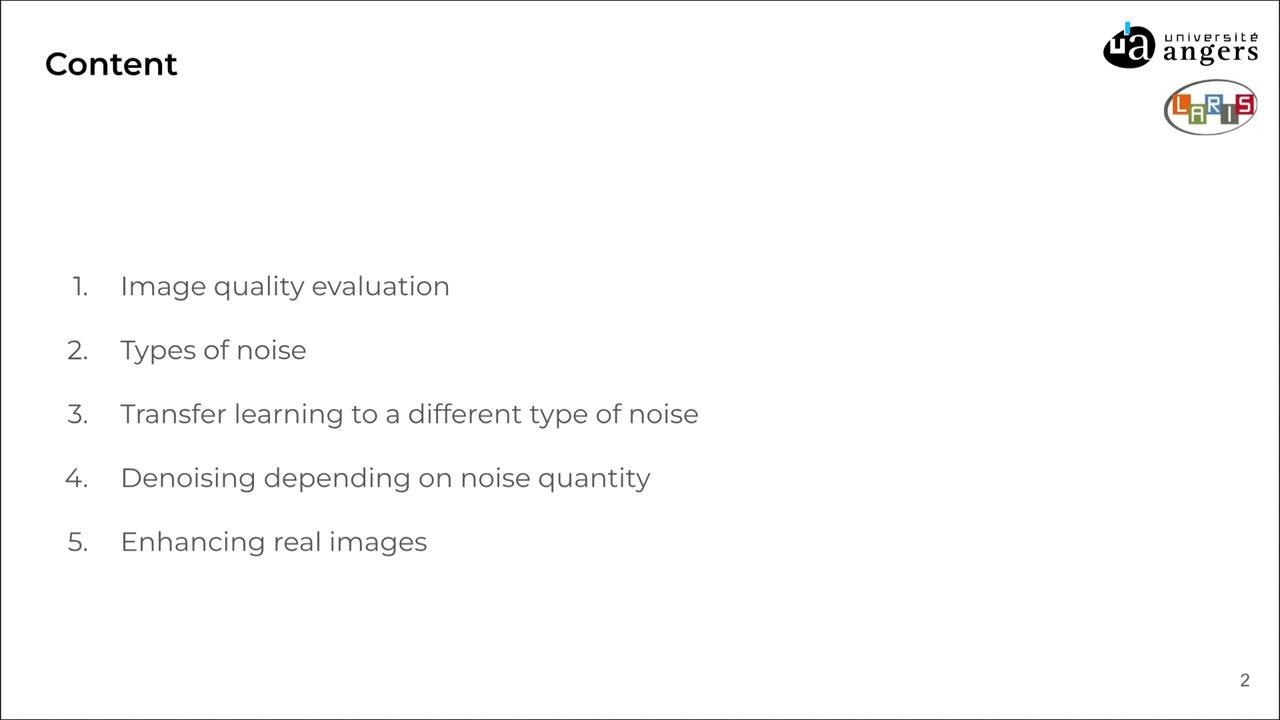 Content
université
angers
LARIS
1. Image quality evaluation
2. Types of noise
3. Transfer learning to a different type of noise
4. Denoising depending on noise quantity
5. Enhancing real images
2